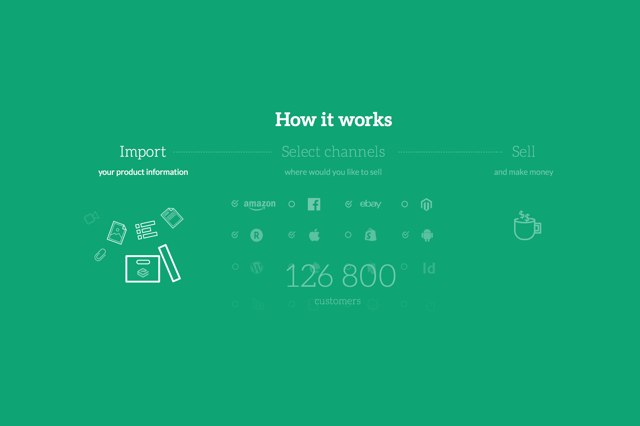 How it works
Import
Select channels
Sell
your product information
where would you like to sell
and make money
amazon
ebay
R
Id
126 800
customers
$$